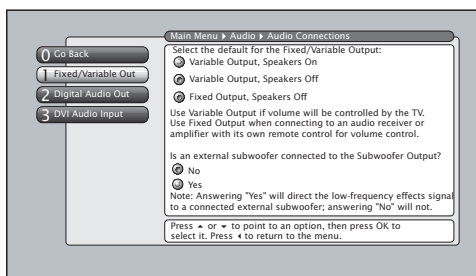 Main Menu ▸ Audio ▸ Audio Connections
0 Go Back
1 Fixed/Variable Out
2 Digital Audio Out
3 DVI Audio Input
Select the default for the Fixed/Variable Output:
Variable Output, Speakers On
Variable Output, Speakers Off
Fixed Output, Speakers Off
Use Variable Output if volume will be controlled by the TV.
Use Fixed Output when connecting to an audio receiver or
amplifier with its own remote control for volume control.
Is an external subwoofer connected to the Subwoofer Output?
No
Yes
Note: Answering "Yes" will direct the low-frequency effects signal
to a connected external subwoofer; answering "No" will not.
Press ▴ or ▾ to point to an option, then press OK to
select it. Press ◂ to return to the menu.